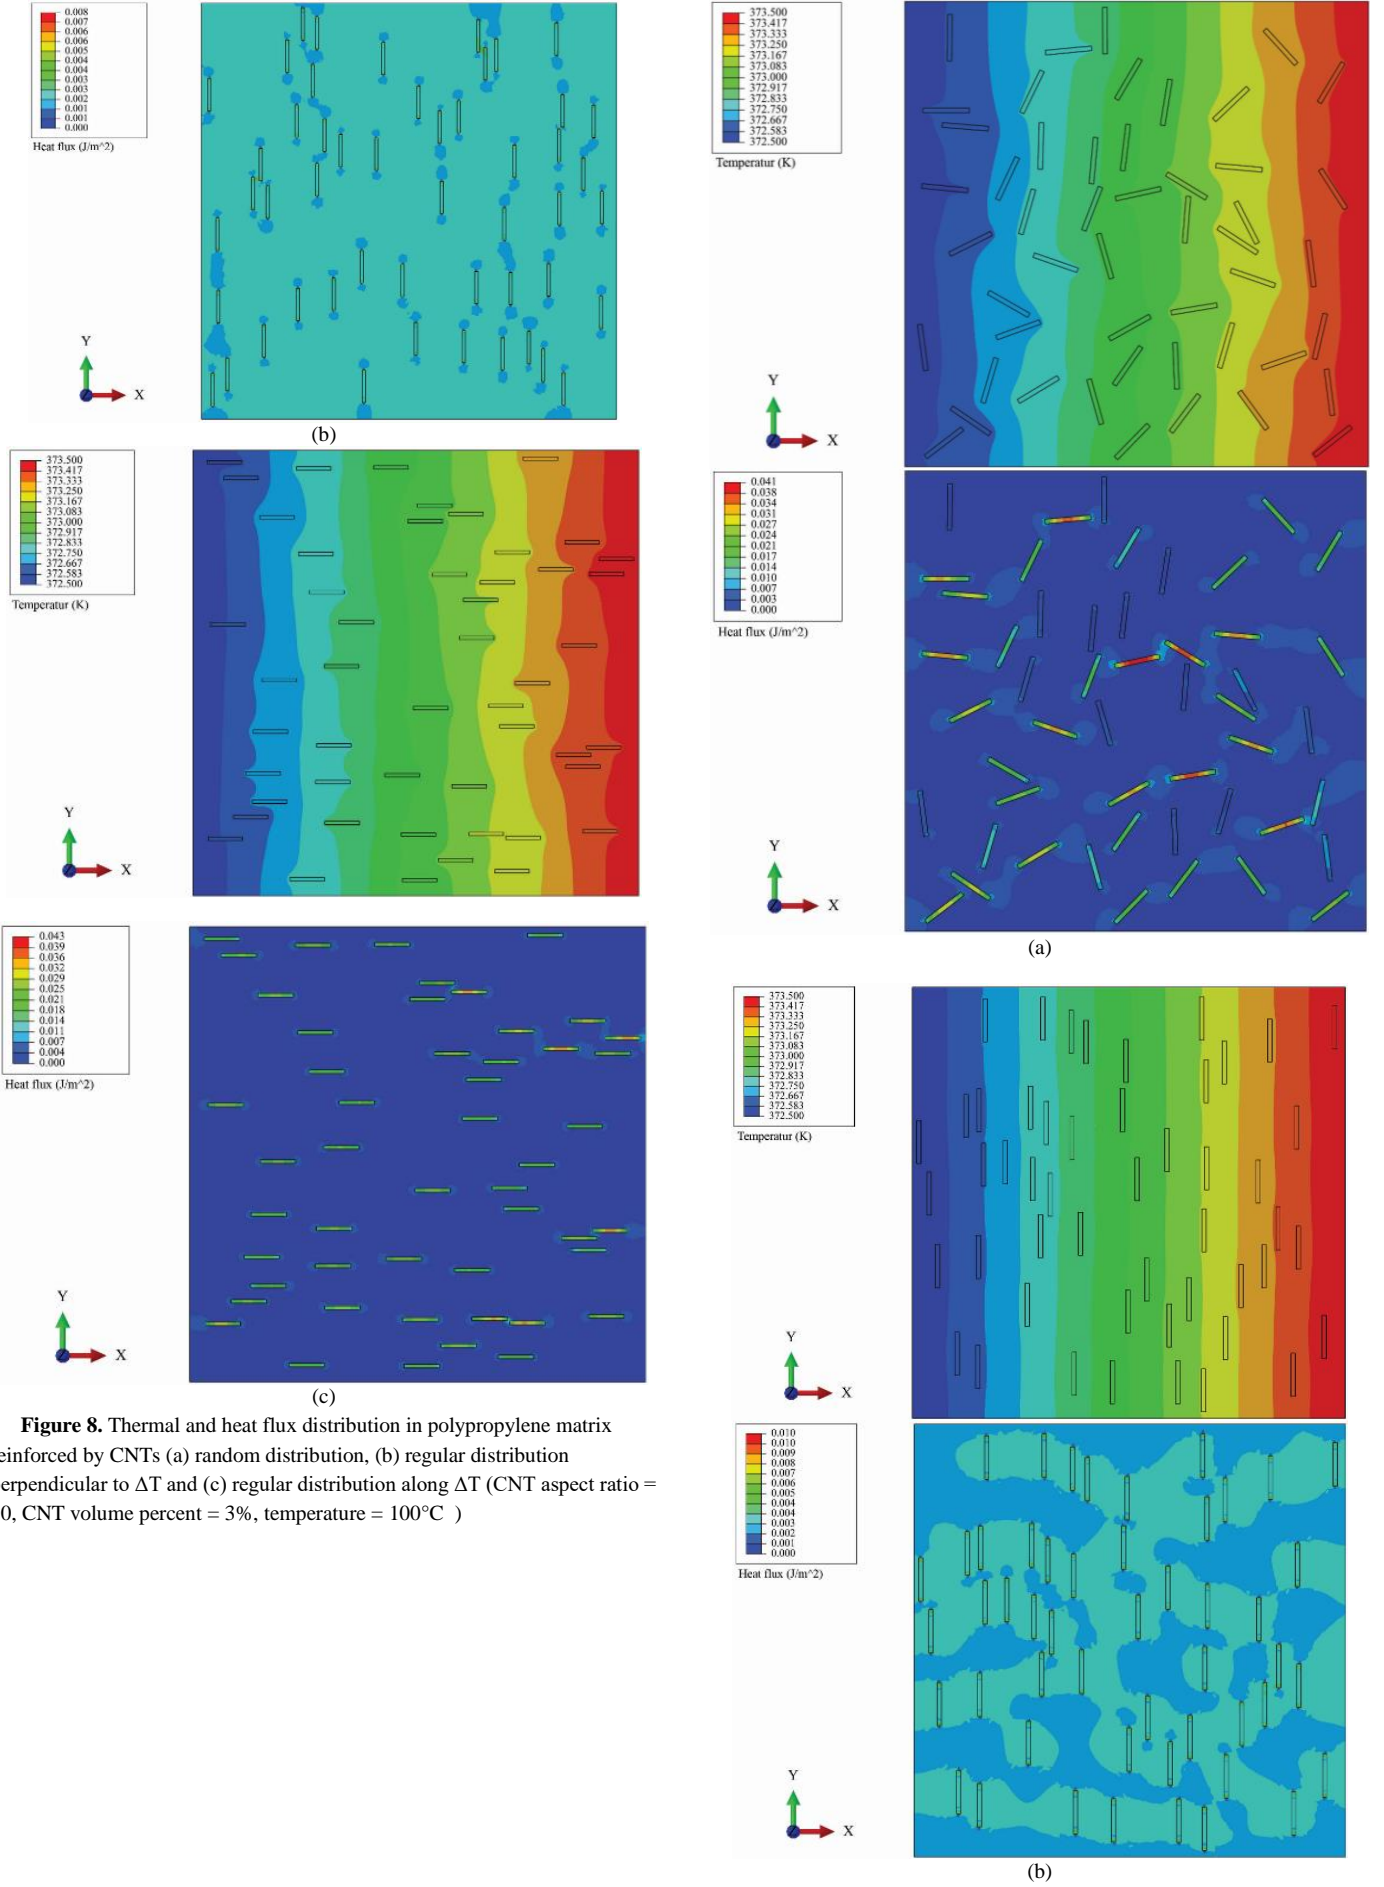 0.008
0.007
0.006
0.006
0.005
0.004
0.004
0.003
0.003
0.002
0.001
0.001
0.000
Heat flux (J/m^2)
Y
Z
X
(b)
373.500
373.417
373.333
373.250
373.167
373.083
373.000
372.917
372.833
372.750
372.667
372.583
372.500
Temperatur (K)
Y
Z
X
0.043
0.039
0.036
0.032
0.029
0.025
0.021
0.018
0.014
0.011
0.007
0.004
0.000
Heat flux (J/m^2)
Y
Z
X
(c)
Figure 8. Thermal and heat flux distribution in polypropylene matrix
einforced by CNTs (a) random distribution, (b) regular distribution
erpendicular to ΔT and (c) regular distribution along ΔT (CNT aspect ratio =
0, CNT volume percent = 3%, temperature = 100°C )
373.500
373.417
373.333
373.250
373.167
373.083
373.000
372.917
372.833
372.750
372.667
372.583
372.500
Temperatur (K)
Y
Z
X
0.041
0.038
0.034
0.031
0.027
0.024
0.021
0.017
0.014
0.010
0.007
0.003
0.000
Heat flux (J/m^2)
Y
Z
X
(a)
373.500
373.417
373.333
373.250
373.167
373.083
373.000
372.917
372.833
372.750
372.667
372.583
372.500
Temperatur (K)
Y
Z
X
0.010
0.010
0.009
0.008
0.007
0.006
0.005
0.004
0.004
0.003
0.002
0.001
0.000
Heat flux (J/m^2)
Y
Z
X
(b)